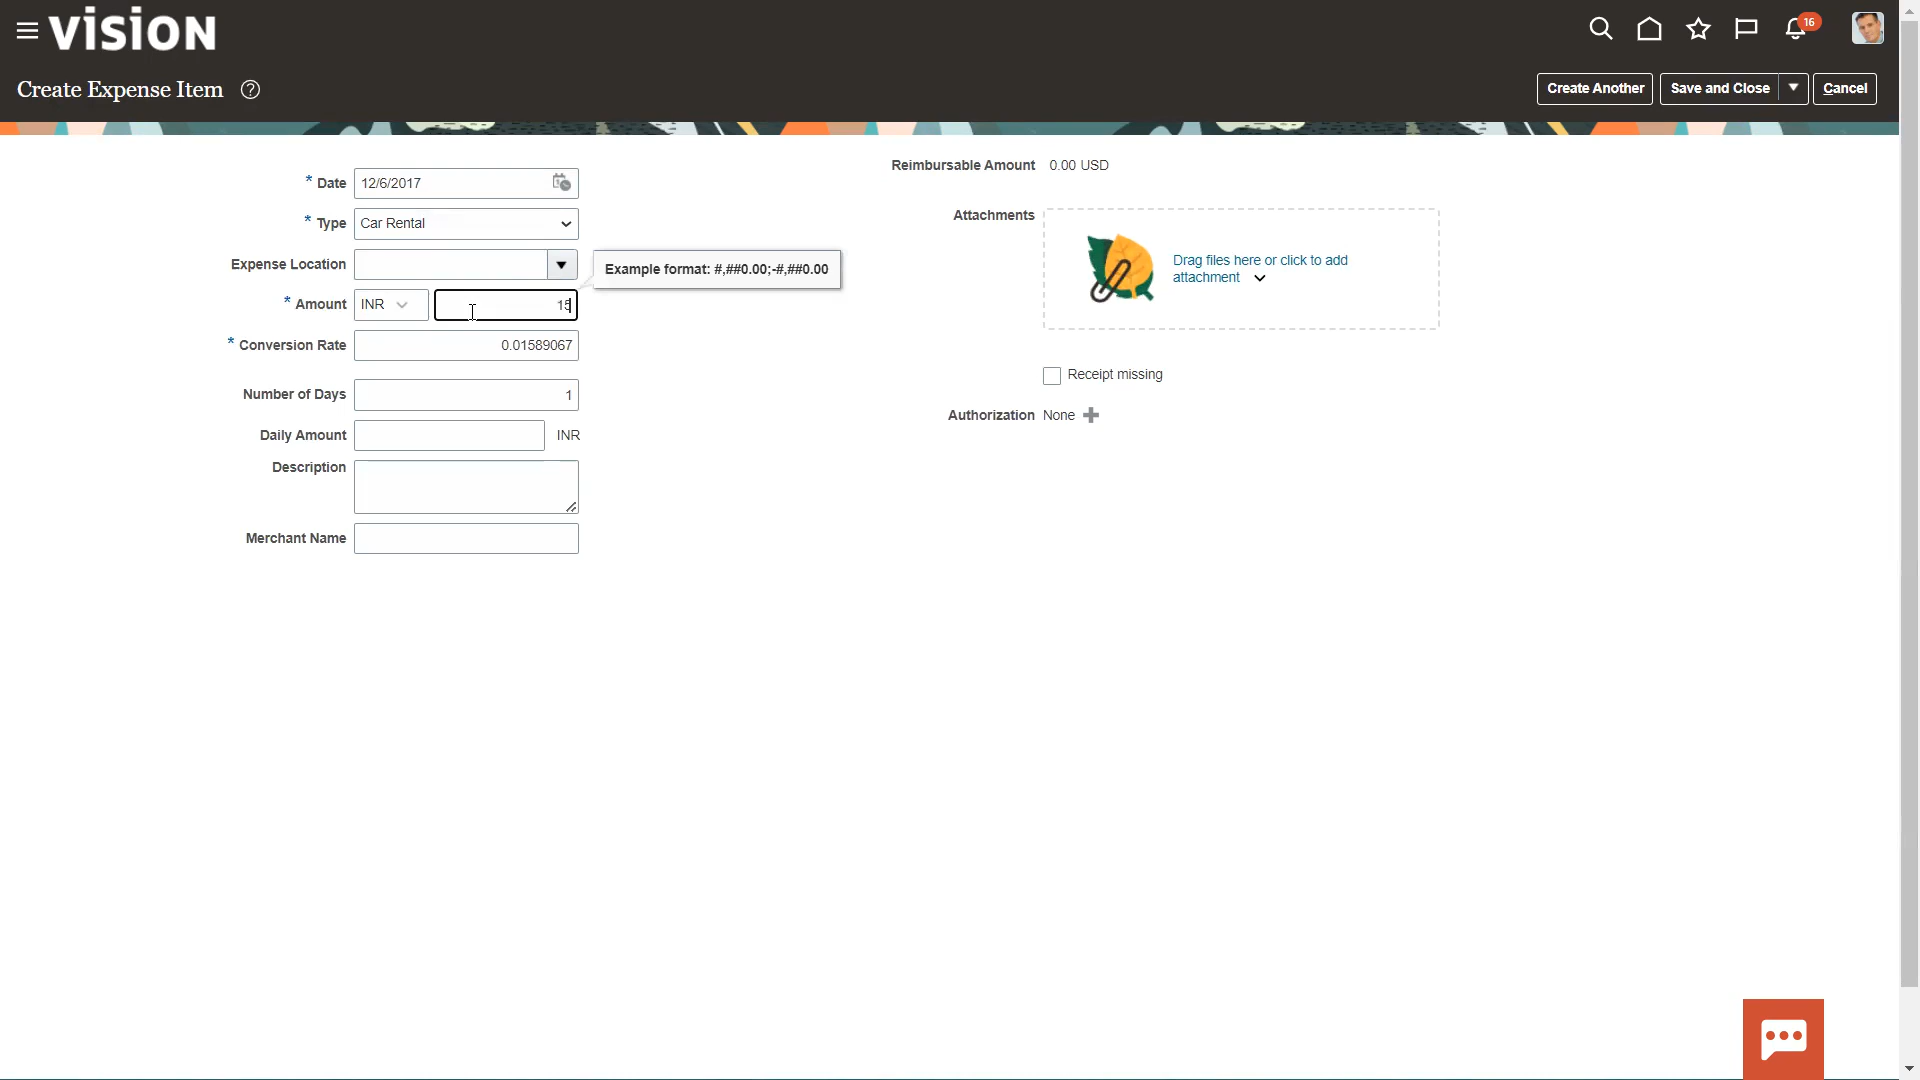 VISION
16
Create Expense Item ?
Create Another Save and Close Cancel
* Date 12/6/2017
* Type Car Rental
Expense Location
Example format: #,##0.00;-#,##0.00
* Amount INR 15
* Conversion Rate 0.01589067
Number of Days 1
Daily Amount INR
Description
Merchant Name
Reimbursable Amount 0.00 USD
Attachments
Drag files here or click to add
attachment
Receipt missing
Authorization None